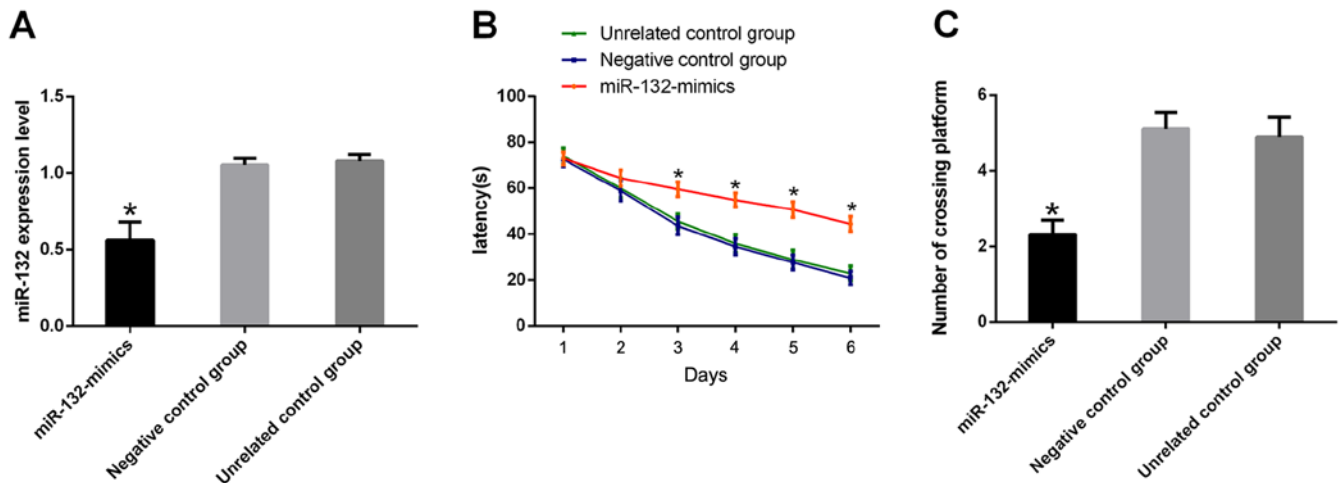 A
miR-132 expression level
1.5
1.0
0.5
0.0
*
miR-132-mimics
Negative control group
Unrelated control group
B
Unrelated control group
Negative control group
miR-132-mimics
latency(s)
100
80
60
40
20
0
* * * *
1 2 3 4 5 6
Days
C
Number of crossing platform
6
4
2
0
*
miR-132-mimics
Negative control group
Unrelated control group